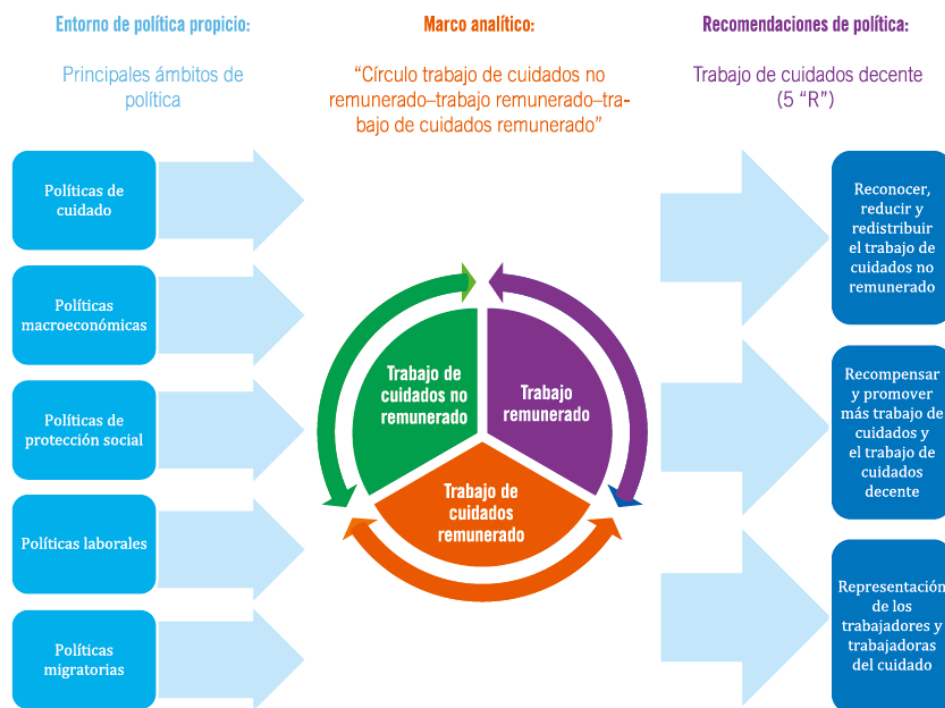 Entorno de política propicio:
Principales ámbitos de
política
Marco analítico:
“Círculo trabajo de cuidados no
remunerado–trabajo remunerado–tra-
bajo de cuidados remunerado”
Recomendaciones de política:
Trabajo de cuidados decente
(5 “R”)
Políticas de
cuidado
Políticas
macroeconómicas
Políticas de
protección social
Políticas laborales
Políticas
migratorias
Trabajo de
cuidados no
remunerado
Trabajo
remunerado
Trabajo de
cuidados
remunerado
Reconocer,
reducir y
redistribuir
el trabajo de
cuidados no
remunerado
Recompensar
y promover
más trabajo de
cuidados y
el trabajo de
cuidados
decente
Representación
de los
trabajadores y
trabajadoras
del cuidado